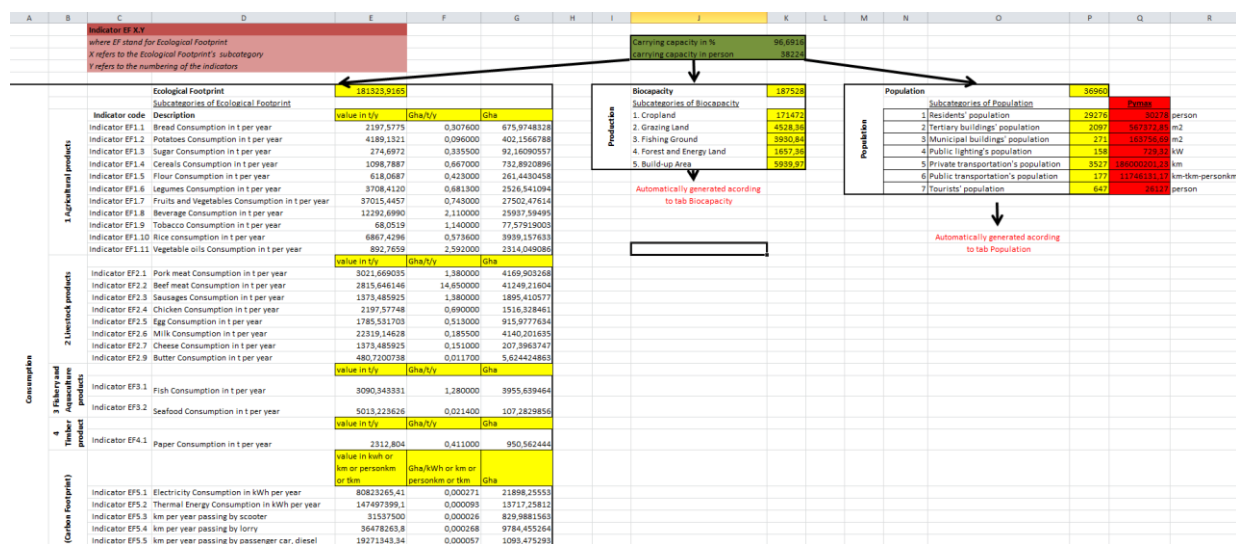 A B C D E F G H I J K L M N O P Q R
Indicator EF X.Y
where EF stand for Ecological Footprint
X refers to the Ecological Footprint's subcategory
Y refers to the numbering of the indicators
Carrying capacity in % 96,6916
carrying capacity in person 38224
Ecological Footprint 181323,9165
Subcategories of Ecological Footprint
Indicator code Description value in t/y Gha/t/y Gha
Consumption
1 Agricultural products
Indicator EF1.1 Bread Consumption in t per year 2197,5775 0,307600 675,9748328
Indicator EF1.2 Potatoes Consumption in t per year 4189,1321 0,096000 402,1566788
Indicator EF1.3 Sugar Consumption in t per year 274,6972 0,335500 92,16090557
Indicator EF1.4 Cereals Consumption in t per year 1098,7887 0,667000 732,8920896
Indicator EF1.5 Flour Consumption in t per year 618,0687 0,423000 261,4430458
Indicator EF1.6 Legumes Consumption in t per year 3708,4120 0,681300 2526,541094
Indicator EF1.7 Fruits and Vegetables Consumption in t per year 37015,4457 0,743000 27502,47614
Indicator EF1.8 Beverage Consumption in t per year 12292,6990 2,110000 25937,59495
Indicator EF1.9 Tobacco Consumption in t per year 68,0519 1,140000 77,57919003
Indicator EF1.10 Rice consumption in t per year 6867,4296 0,573600 3939,157633
Indicator EF1.11 Vegetable oils Consumption in t per year 892,7659 2,592000 2314,049086
value in t/y Gha/t/y Gha
2 Livestock products
Indicator EF2.1 Pork meat Consumption in t per year 3021,669035 1,380000 4169,903268
Indicator EF2.2 Beef meat Consumption in t per year 2815,646146 14,650000 41249,21604
Indicator EF2.3 Sausages Consumption in t per year 1373,485925 1,380000 1895,410577
Indicator EF2.4 Chicken Consumption in t per year 2197,57748 0,690000 1516,328461
Indicator EF2.5 Egg Consumption in t per year 1785,531703 0,513000 915,9777634
Indicator EF2.6 Milk Consumption in t per year 22319,14628 0,185500 4140,201635
Indicator EF2.7 Cheese Consumption in t per year 1373,485925 0,151000 207,3963747
Indicator EF2.9 Butter Consumption in t per year 480,7200738 0,011700 5,624424863
value in t/y Gha/t/y Gha
3 Fishery and Aquaculture products
Indicator EF3.1 Fish Consumption in t per year 3090,343331 1,280000 3955,639464
Indicator EF3.2 Seafood Consumption in t per year 5013,223626 0,021400 107,2829856
value in t/y Gha/t/y Gha
4 Timber product
Indicator EF4.1 Paper Consumption in t per year 2312,804 0,411000 950,562444
value in kwh or km or personkm or tkm Gha/kWh or km or personkm or tkm Gha
(Carbon Footprint)
Indicator EF5.1 Electricity Consumption in kWh per year 80823265,41 0,000271 21898,25553
Indicator EF5.2 Thermal Energy Consumption in kWh per year 147497399,1 0,000093 13717,25812
Indicator EF5.3 km per year passing by scooter 31537500 0,000026 829,9881563
Indicator EF5.4 km per year passing by lorry 36478263,8 0,000268 9784,455264
Indicator EF5.5 km per year passing by passenger car, diesel 19271343,34 0,000057 1093,475293
Production
Biocapacity 187528
Subcategories of Biocapacity
1. Cropland 171472
2. Grazing Land 4528,36
3. Fishing Ground 3930,84
4. Forest and Energy Land 1657,36
5. Build-up Area 5939,97
Automatically generated acording
to tab Biocapacity
Population
Population 36960
Subcategories of Population Pymax
1 Residents' population 29276 30278 person
2 Tertiary buildings' population 2097 m2
3 Municipal buildings' population 271 m2
4 Public lighting's population 158 kW
5 Private transportation's population 3527 km
6 Public transportation's population 177 km-tkm-personkm
7 Tourists' population 647 person
Automatically generated acording
to tab Population